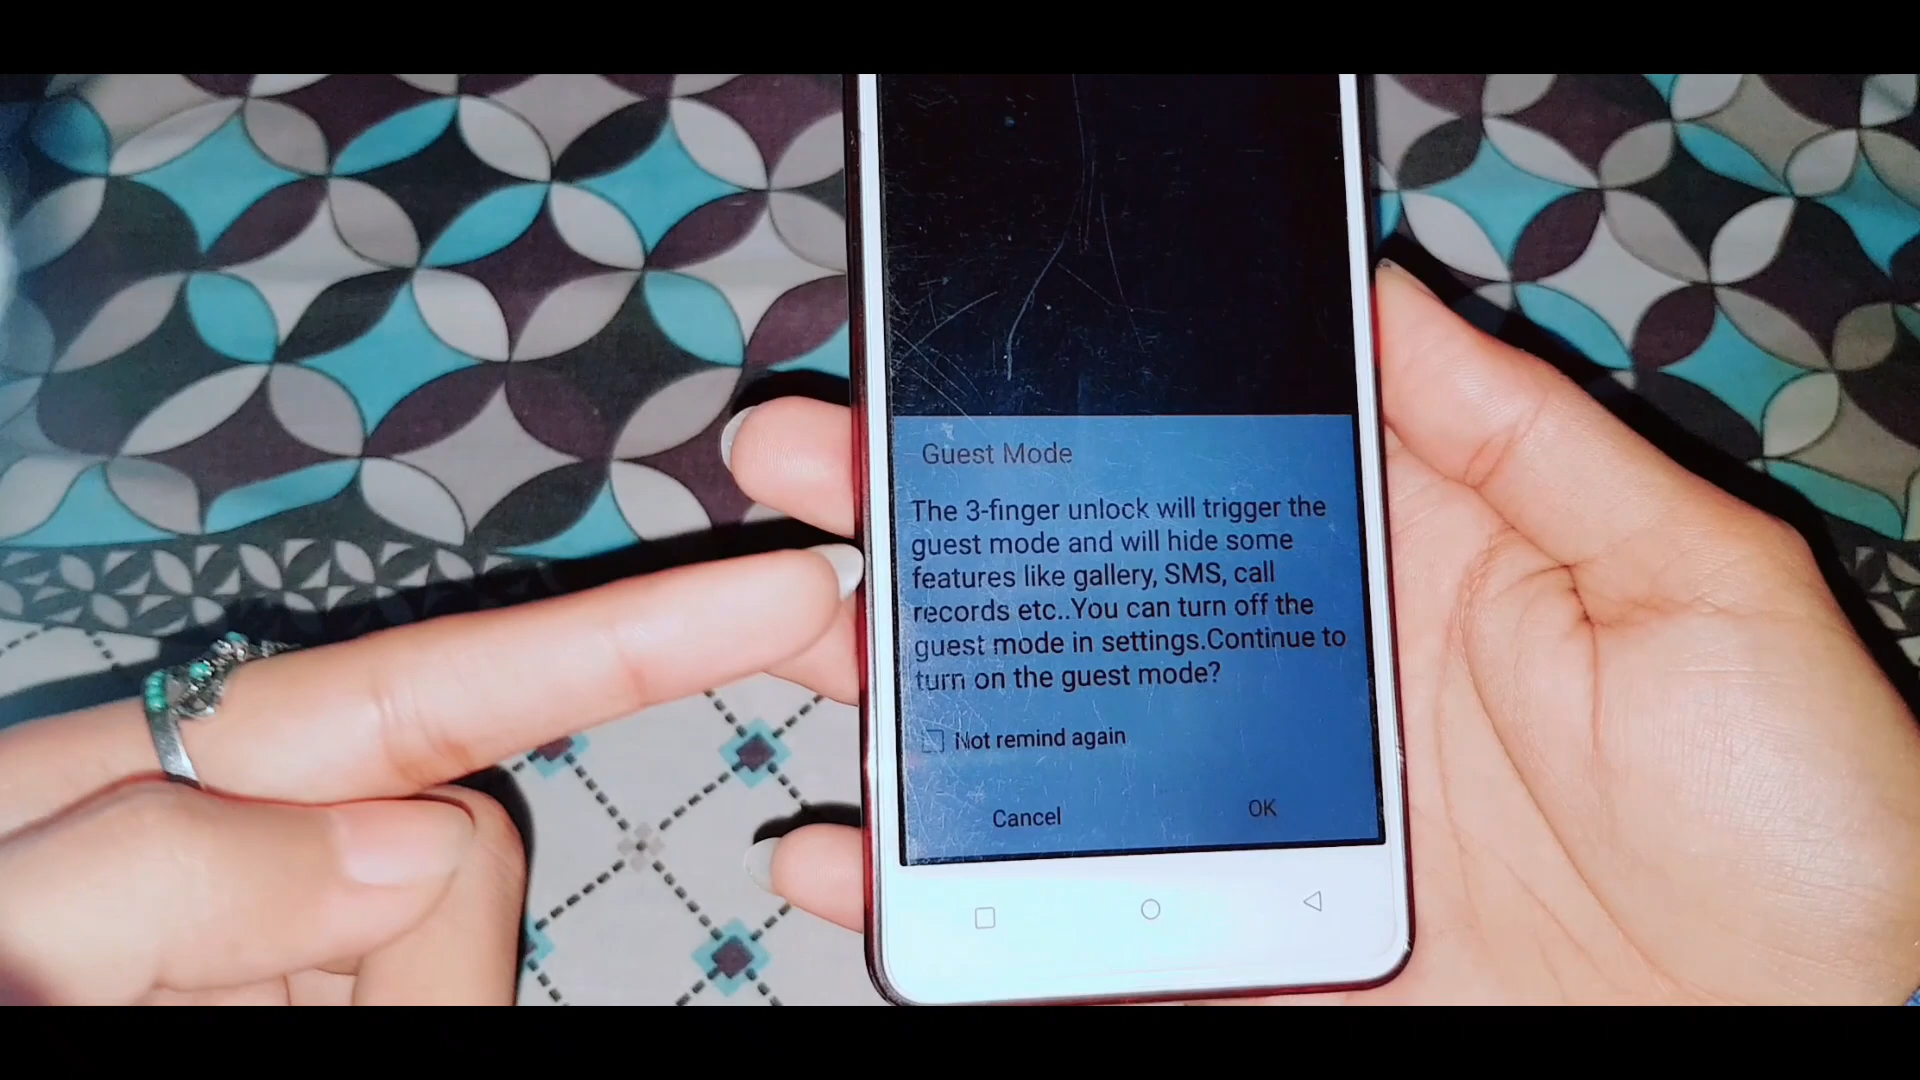 Guest Mode
The 3-finger unlock will trigger the
guest mode and will hide some
features like gallery, SMS, call
records etc..You can turn off the
guest mode in settings.Continue to
turn on the guest mode?
Not remind again
Cancel OK